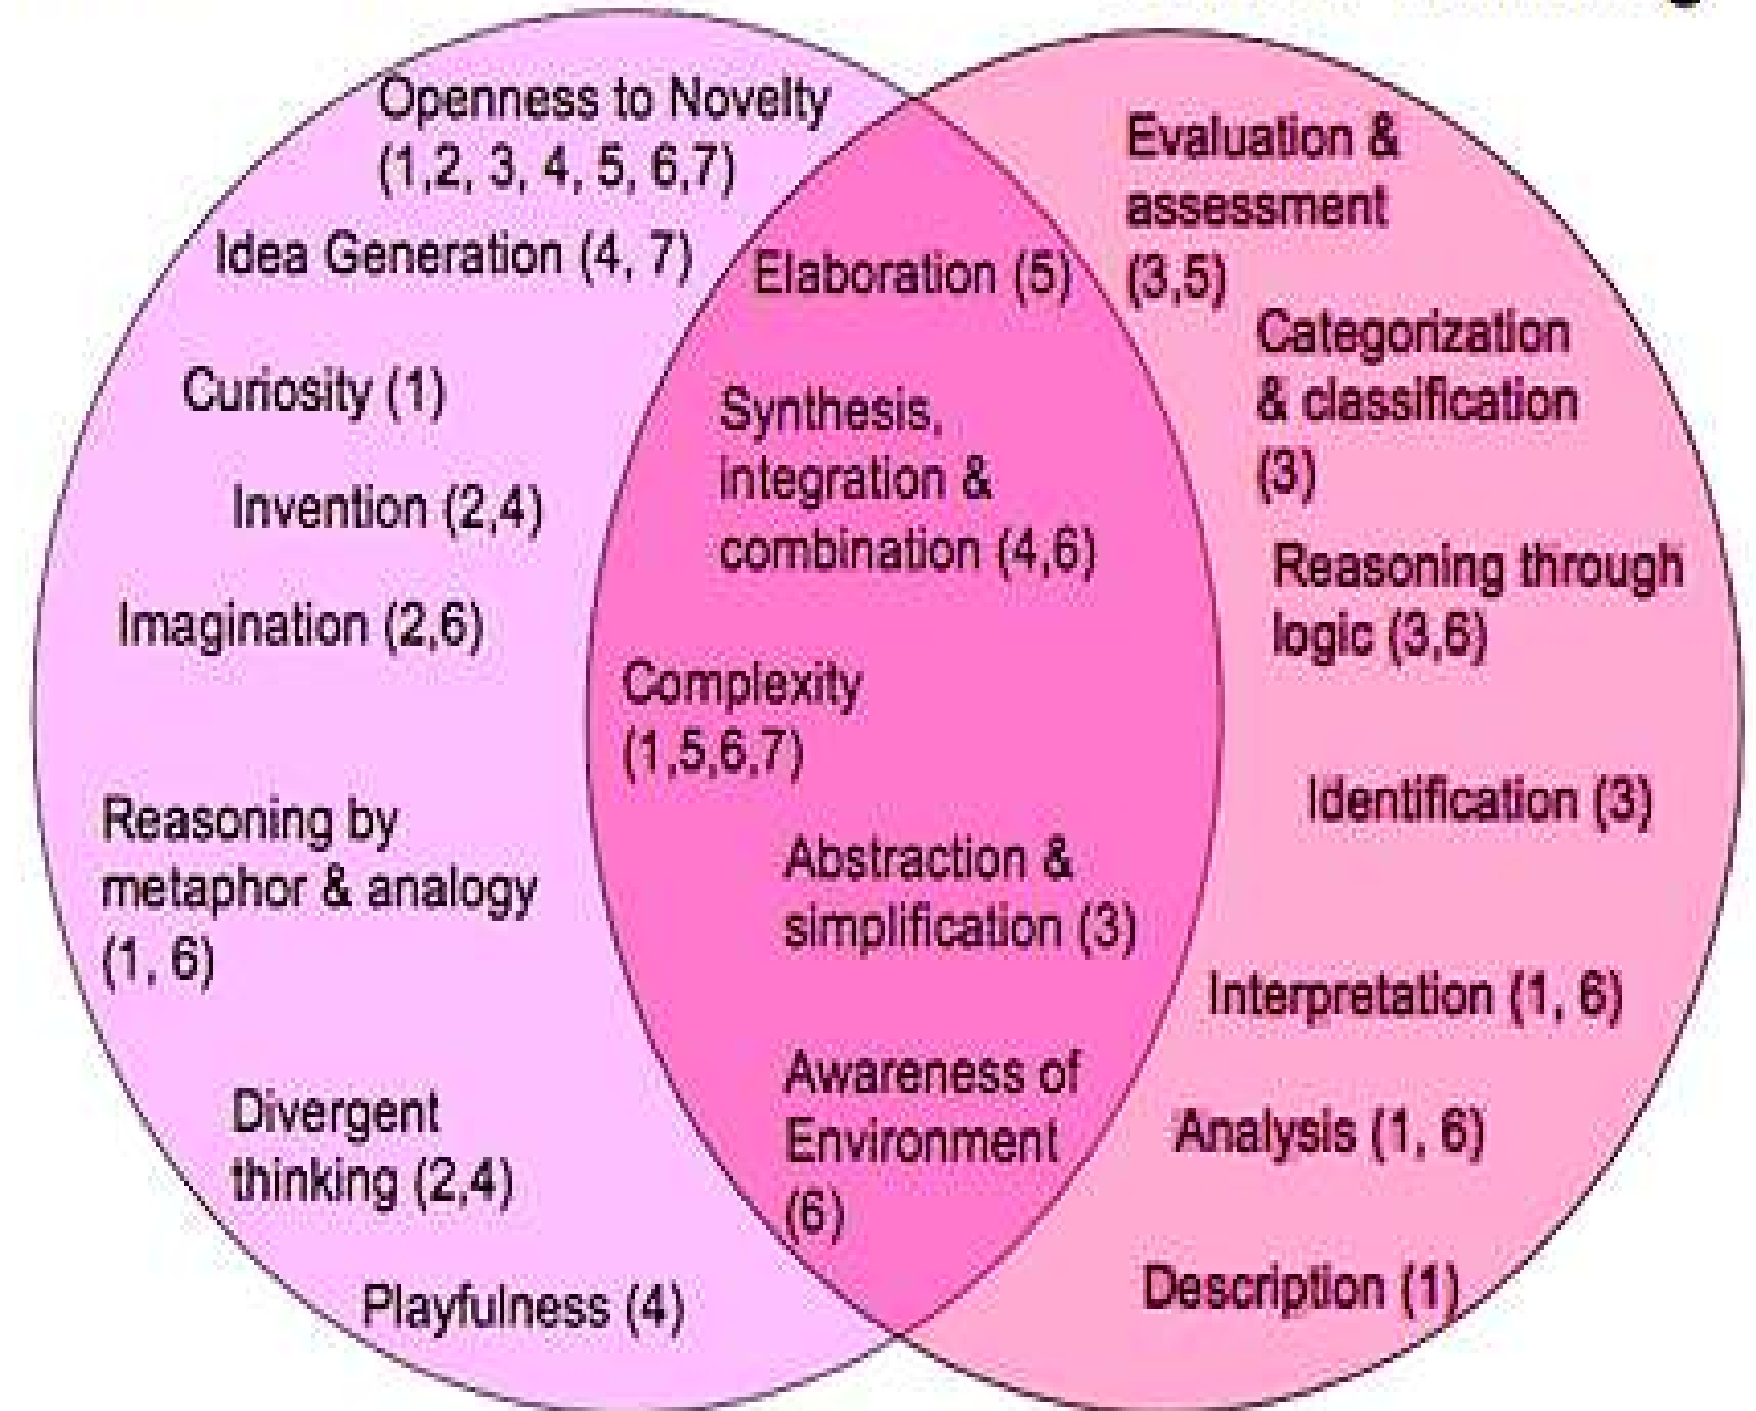 Openness to Novelty
(1,2, 3, 4, 5, 6,7)
Idea Generation (4, 7)
Curiosity (1)
Invention (2,4)
Imagination (2,6)
Reasoning by
metaphor & analogy
(1, 6)
Divergent
thinking (2,4)
Playfulness (4)
Elaboration (5)
Synthesis,
integration &
combination (4,6)
Complexity
(1,5,6,7)
Abstraction &
simplification (3)
Awareness of
Environment
(6)
Evaluation &
assessment
(3,5)
Categorization
& classification
(3)
Reasoning through
logic (3,6)
Identification (3)
Interpretation (1, 6)
Analysis (1, 6)
Description (1)